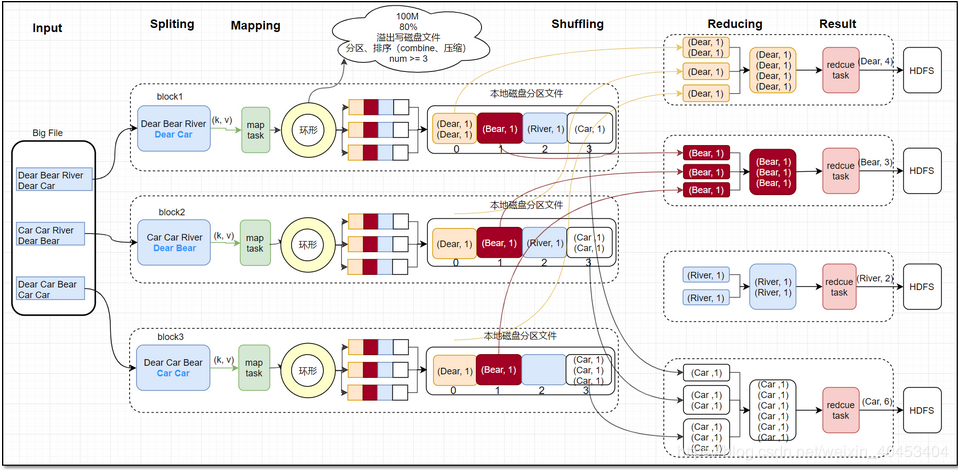 Input
Spliting
Mapping
Shuffling
Reducing
Result
100M
80%
溢出写磁盘文件
分区、排序（combine、压缩）
num >= 3
Big File
Dear Bear River
Dear Car
Car Car River
Dear Bear
Dear Car Bear
Car Car
block1
Dear Bear River
Dear Car
(k, v)
map
task
环形
本地磁盘分区文件
(Dear, 1)
(Dear, 1)
(Bear, 1)
(River, 1)
(Car, 1)
0
1
2
3
block2
Car Car River
Dear Bear
(k, v)
map
task
环形
本地磁盘分区文件
(Dear, 1)
(Bear, 1)
(River, 1)
(Car ,1)
(Car, 1)
0
1
2
3
block3
Dear Car Bear
Car Car
(k, v)
map
task
环形
本地磁盘分区文件
(Dear, 1)
(Bear, 1)
(Car, 1)
(Car, 1)
(Car, 1)
0
1
2
3
(Dear, 1)
(Dear, 1)
(Dear, 1)
(Dear, 1)
(Dear, 1)
(Dear, 1)
(Dear, 1)
(Dear, 1)
redcue
task
(Dear, 4)
HDFS
(Bear, 1)
(Bear, 1)
(Bear, 1)
(Bear, 1)
(Bear, 1)
(Bear, 1)
redcue
task
(Bear, 3)
HDFS
(River, 1)
(River, 1)
(River, 1)
(River, 1)
redcue
task
(River, 2)
HDFS
(Car ,1)
(Car ,1)
(Car ,1)
(Car ,1)
(Car ,1)
(Car ,1)
(Car ,1)
(Car ,1)
(Car ,1)
(Car ,1)
(Car ,1)
(Car ,1)
redcue
task
(Car, 6)
HDFS